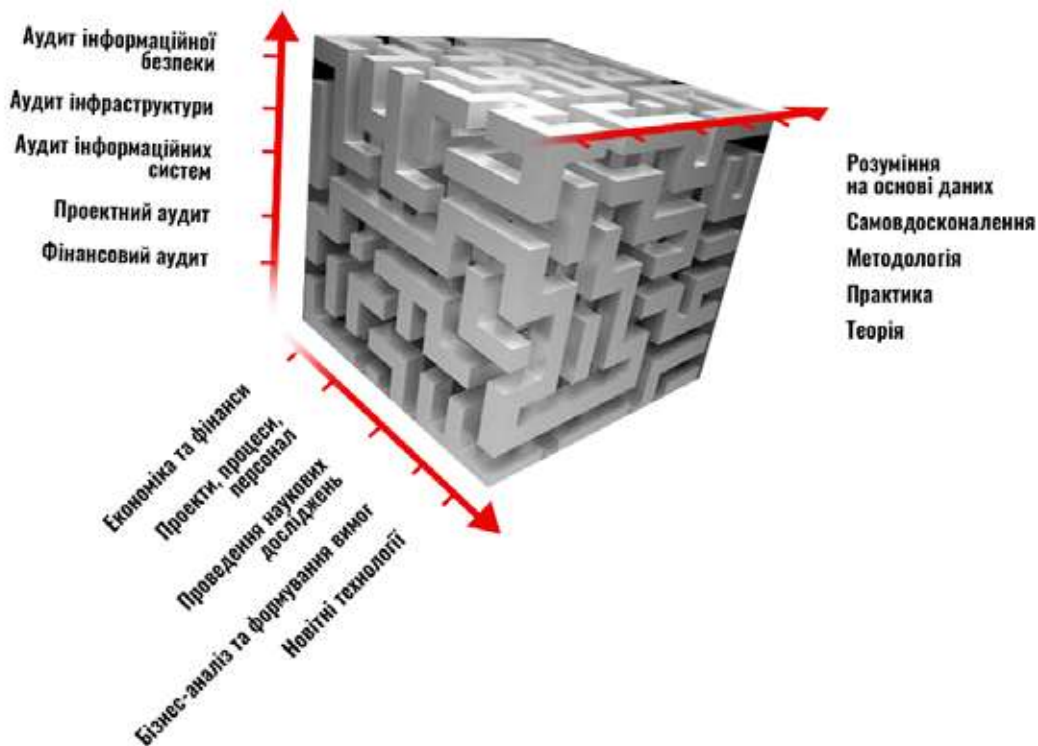 Аудит інформаційної
безпеки
Аудит інфраструктури
Аудит інформаційних
систем
Проектний аудит
Фінансовий аудит
Розуміння
на основі даних
Самовдосконалення
Методологія
Практика
Теорія
Економіка та фінанси
Проекти, процеси,
персонал
Проведення наукових
досліджень
Бізнес-аналіз та формування вимог
Новітні технології